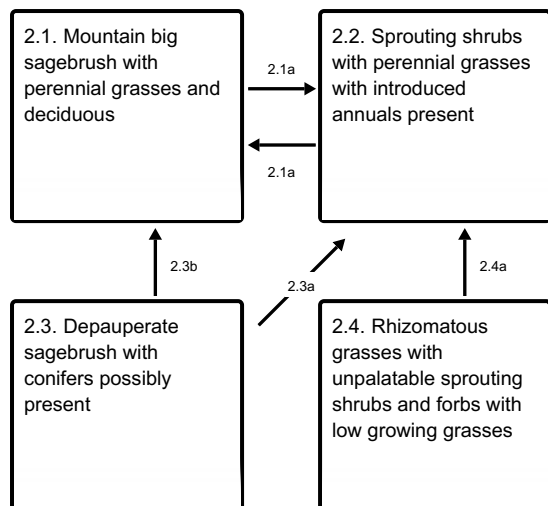 2.1. Mountain big
sagebrush with
perennial grasses and
deciduous
2.1a
2.1a
2.2. Sprouting shrubs
with perennial grasses
with introduced
annuals present
2.3b
2.3a
2.4a
2.3. Depauperate
sagebrush with
conifers possibly
present
2.4. Rhizomatous
grasses with
unpalatable sprouting
shrubs and forbs with
low growing grasses